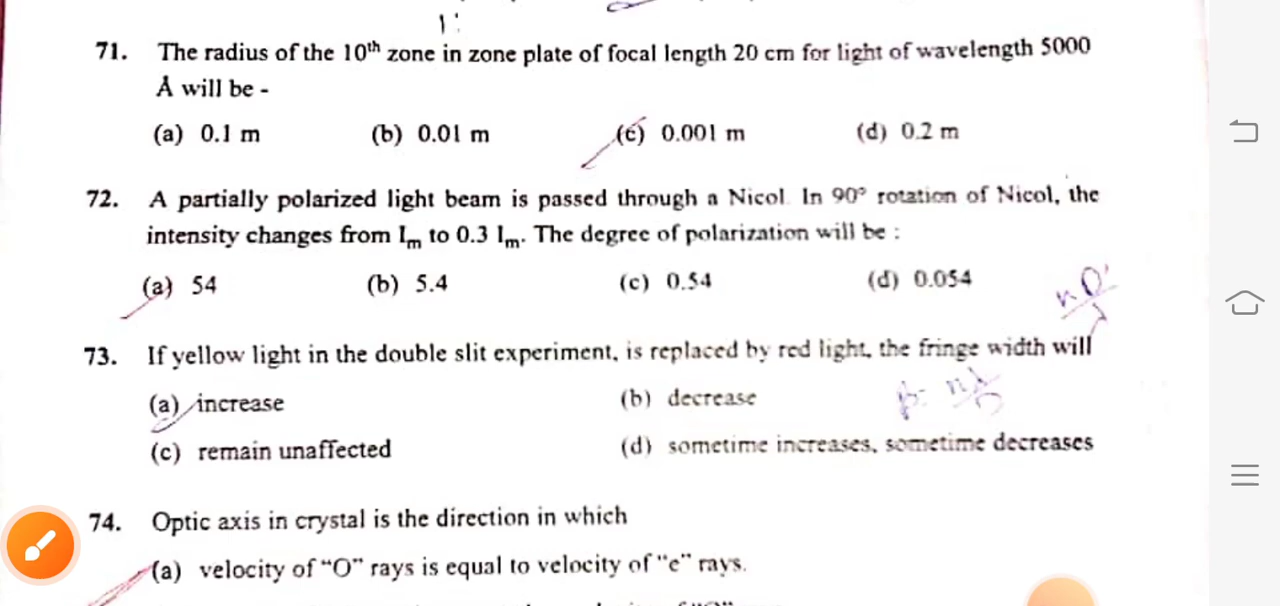 1:
71. The radius of the 10th zone in zone plate of focal length 20 cm for light of wavelength 5000
Å will be -
(a) 0.1 m (b) 0.01 m (c) 0.001 m (d) 0.2 m
72. A partially polarized light beam is passed through a Nicol. In 90° rotation of Nicol, the
intensity changes from Im to 0.3 Im. The degree of polarization will be :
(a) 54 (b) 5.4 (c) 0.54 (d) 0.054
73. If yellow light in the double slit experiment, is replaced by red light, the fringe width will
(a) increase (b) decrease
(c) remain unaffected (d) sometime increases, sometime decreases
74. Optic axis in crystal is the direction in which
(a) velocity of "O" rays is equal to velocity of "e" rays.